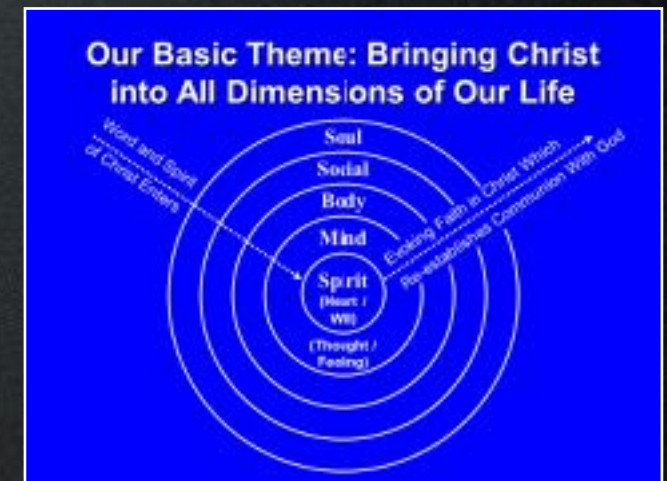 Our Basic Theme: Bringing Christ
into All Dimensions of Our Life
Word and Spirit
of Christ Enters
Soul
Social
Body
Mind
Spirit
(Heart /
Will)
(Thought /
Feeling)
Evoking Faith in Christ Which
Re-establishes Communion With God